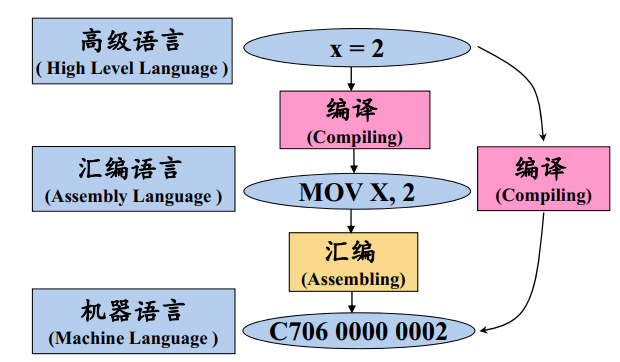 高级语言
( High Level Language )
x = 2
编译
(Compiling)
汇编语言
(Assembly Language )
MOV X, 2
编译
(Compiling)
汇编
(Assembling)
机器语言
(Machine Language )
C706 0000 0002